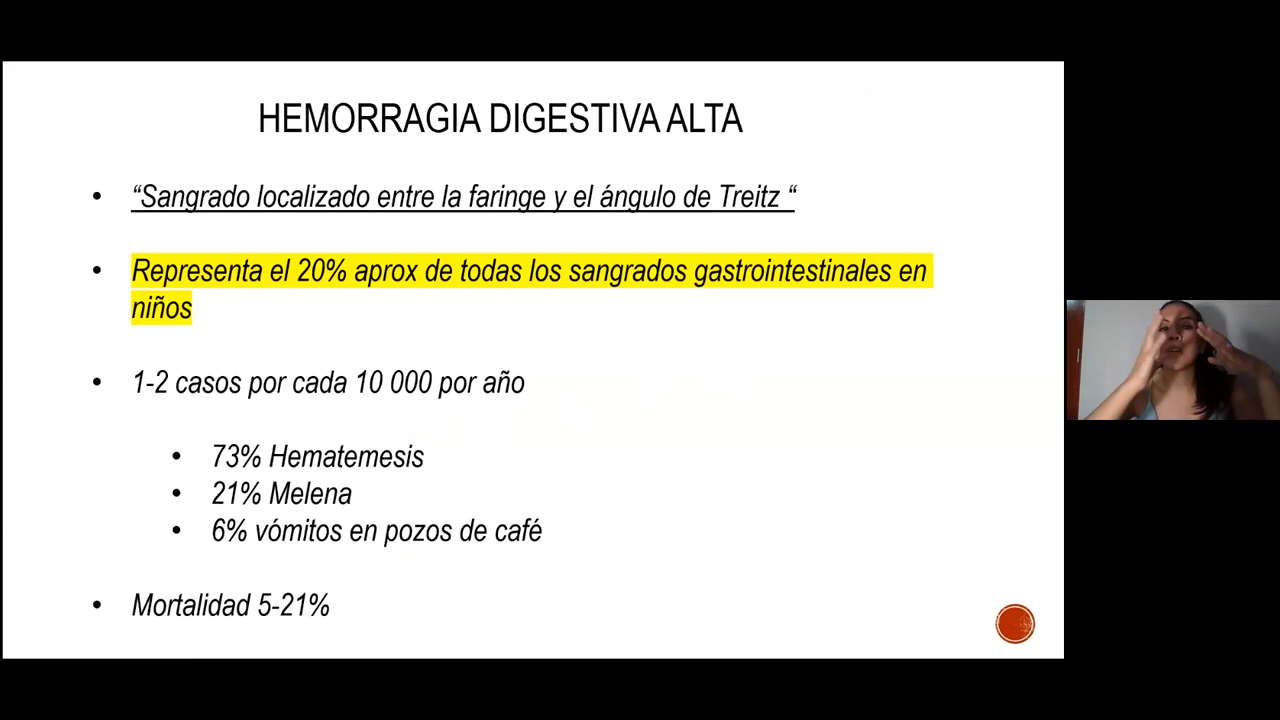 HEMORRAGIA DIGESTIVA ALTA
• “Sangrado localizado entre la faringe y el ángulo de Treitz “
• Representa el 20% aprox de todas los sangrados gastrointestinales en
niños
• 1-2 casos por cada 10 000 por año
• 73% Hematemesis
• 21% Melena
• 6% vómitos en pozos de café
• Mortalidad 5-21%